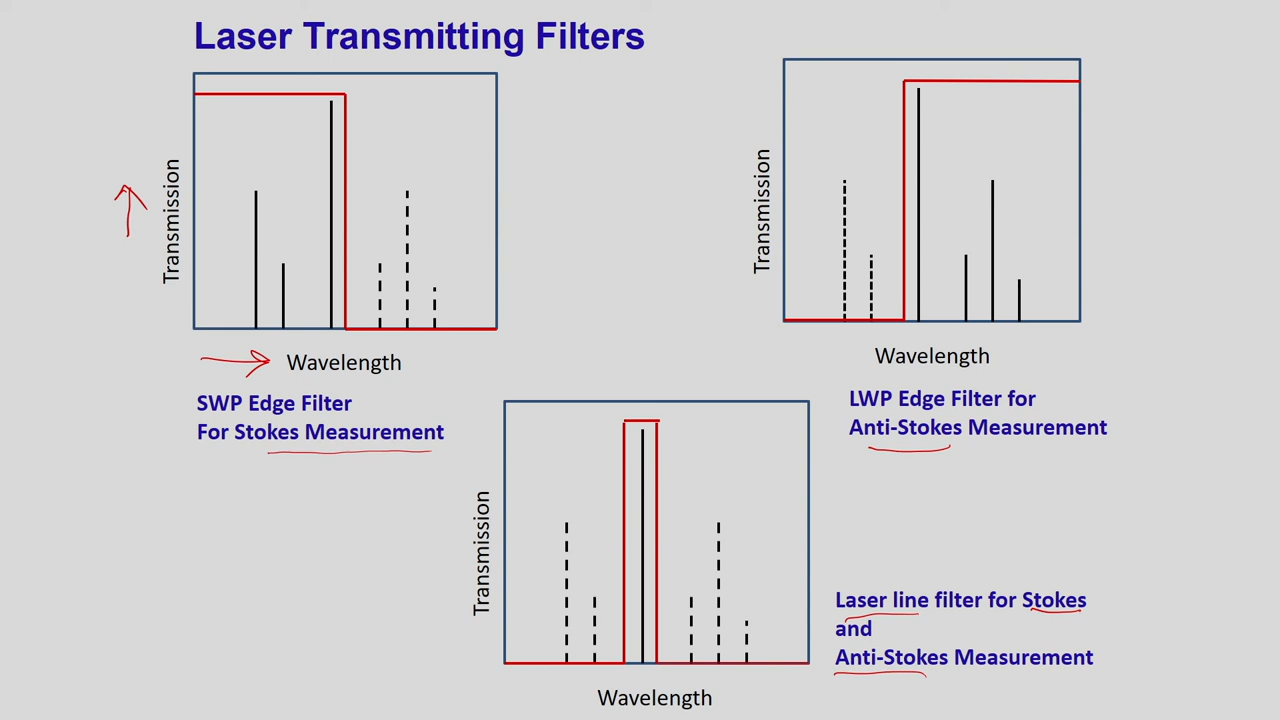 Laser Transmitting Filters
Transmission
Wavelength
SWP Edge Filter
For Stokes Measurement
Transmission
Wavelength
LWP Edge Filter for
Anti-Stokes Measurement
Transmission
Wavelength
Laser line filter for Stokes
and
Anti-Stokes Measurement